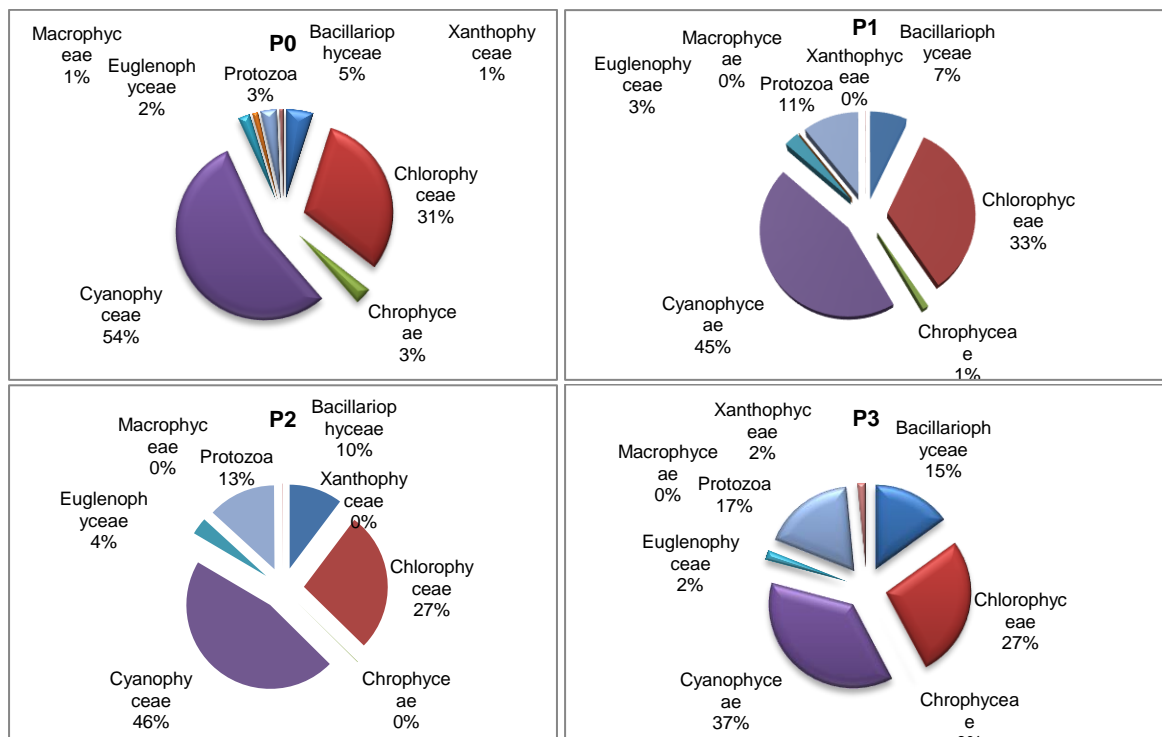 P0
Macrophyc
eae
1%
Euglenoph
yceae
2%
Protozoa
3%
Bacillariop
hyceae
5%
Xanthophy
ceae
1%
Chlorophy
ceae
31%
Chrophyce
ae
3%
Cyanophy
ceae
54%
P1
Macrophyce
ae
0%
Euglenophy
ceae
3%
Protozoa
11%
Xanthophyc
eae
0%
Bacillarioph
yceae
7%
Chlorophyc
eae
33%
Chrophycea
e
1%
Cyanophyce
ae
45%
P2
Macrophyc
eae
0%
Euglenoph
yceae
4%
Protozoa
13%
Bacillariop
hyceae
10%
Xanthophy
ceae
0%
Chlorophy
ceae
27%
Chrophyce
ae
0%
Cyanophy
ceae
46%
P3
Xanthophyc
eae
2%
Macrophyce
ae
0%
Protozoa
17%
Euglenophy
ceae
2%
Bacillarioph
yceae
15%
Chlorophyc
eae
27%
Chrophycea
e
Cyanophyce
ae
37%